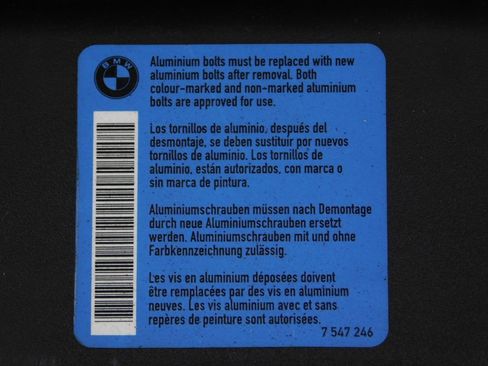 BMW
Aluminium bolts must be replaced with new
aluminium bolts after removal. Both
colour-marked and non-marked aluminium
bolts are approved for use.
Los tornillos de aluminio, después del
desmontaje, se deben sustituir por nuevos
tornillos de aluminio. Los tornillos de
aluminio, están autorizados, con marca o
sin marca de pintura.
Aluminiumschrauben müssen nach Demontage
durch neue Aluminiumschrauben ersetzt
werden. Aluminiumschrauben mit und ohne
Farbkennzeichnung zulässig.
Les vis en aluminium déposées doivent
être remplacées par des vis en aluminium
neuves. Les vis aluminium avec et sans
repères de peinture sont autorisées.
7 547 246